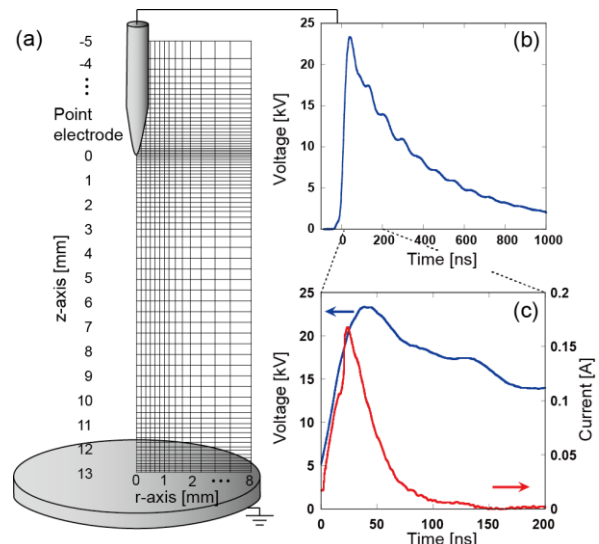 (a)
-5
-4
⋮
Point
electrode
0
1
2
3
4
5
6
7
8
9
10
11
12
13
z-axis [mm]
0 1 2 ••• 8
r-axis [mm]
(b)
25
20
15
10
5
0
Voltage [kV]
0 200 400 600 800 1000
Time [ns]
(c)
25
20
15
10
5
0
Voltage [kV]
0.2
0.15
0.1
0.05
0
Current [A]
0 50 100 150 200
Time [ns]